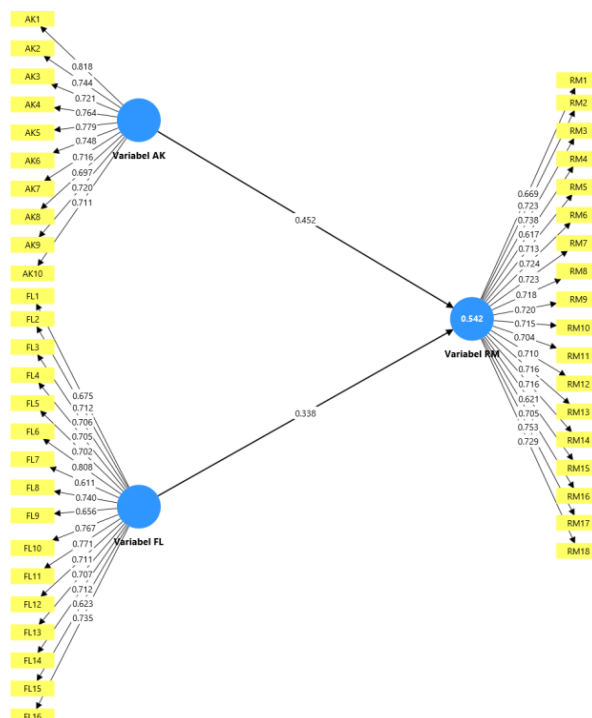 AK1
AK2
AK3
AK4
AK5
AK6
AK7
AK8
AK9
AK10
0.818
0.744
0.721
0.764
0.779
0.748
0.716
0.697
0.720
0.711
Variabel AK
FL1
FL2
FL3
FL4
FL5
FL6
FL7
FL8
FL9
FL10
FL11
FL12
FL13
FL14
FL15
FL16
0.675
0.712
0.706
0.705
0.702
0.808
0.611
0.740
0.656
0.767
0.771
0.711
0.707
0.712
0.623
0.735
Variabel FL
0.452
0.338
0.542
Variabel RM
0.669
0.723
0.738
0.617
0.713
0.724
0.723
0.718
0.720
0.715
0.704
0.710
0.716
0.716
0.621
0.705
0.753
0.729
RM1
RM2
RM3
RM4
RM5
RM6
RM7
RM8
RM9
RM10
RM11
RM12
RM13
RM14
RM15
RM16
RM17
RM18